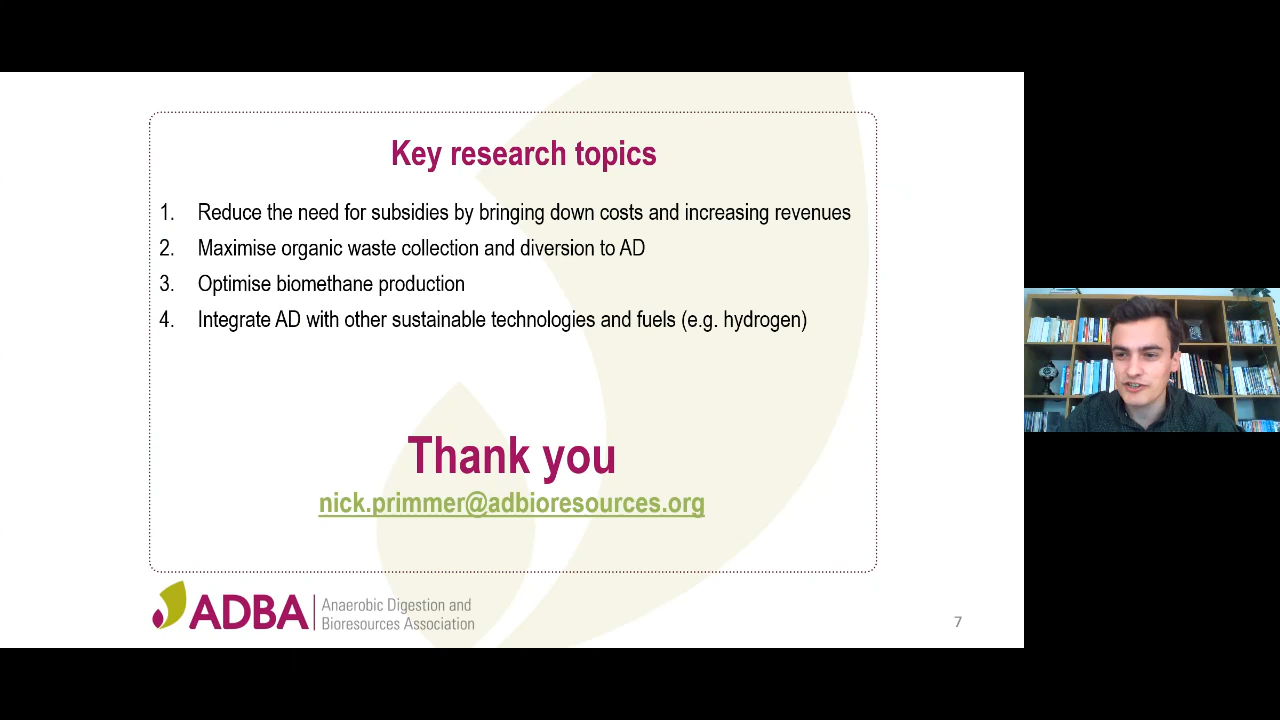 Key research topics
1. Reduce the need for subsidies by bringing down costs and increasing revenues
2. Maximise organic waste collection and diversion to AD
3. Optimise biomethane production
4. Integrate AD with other sustainable technologies and fuels (e.g. hydrogen)
Thank you
nick.primmer@adbioresources.org
ADBA
Anaerobic Digestion and
Bioresources Association
7